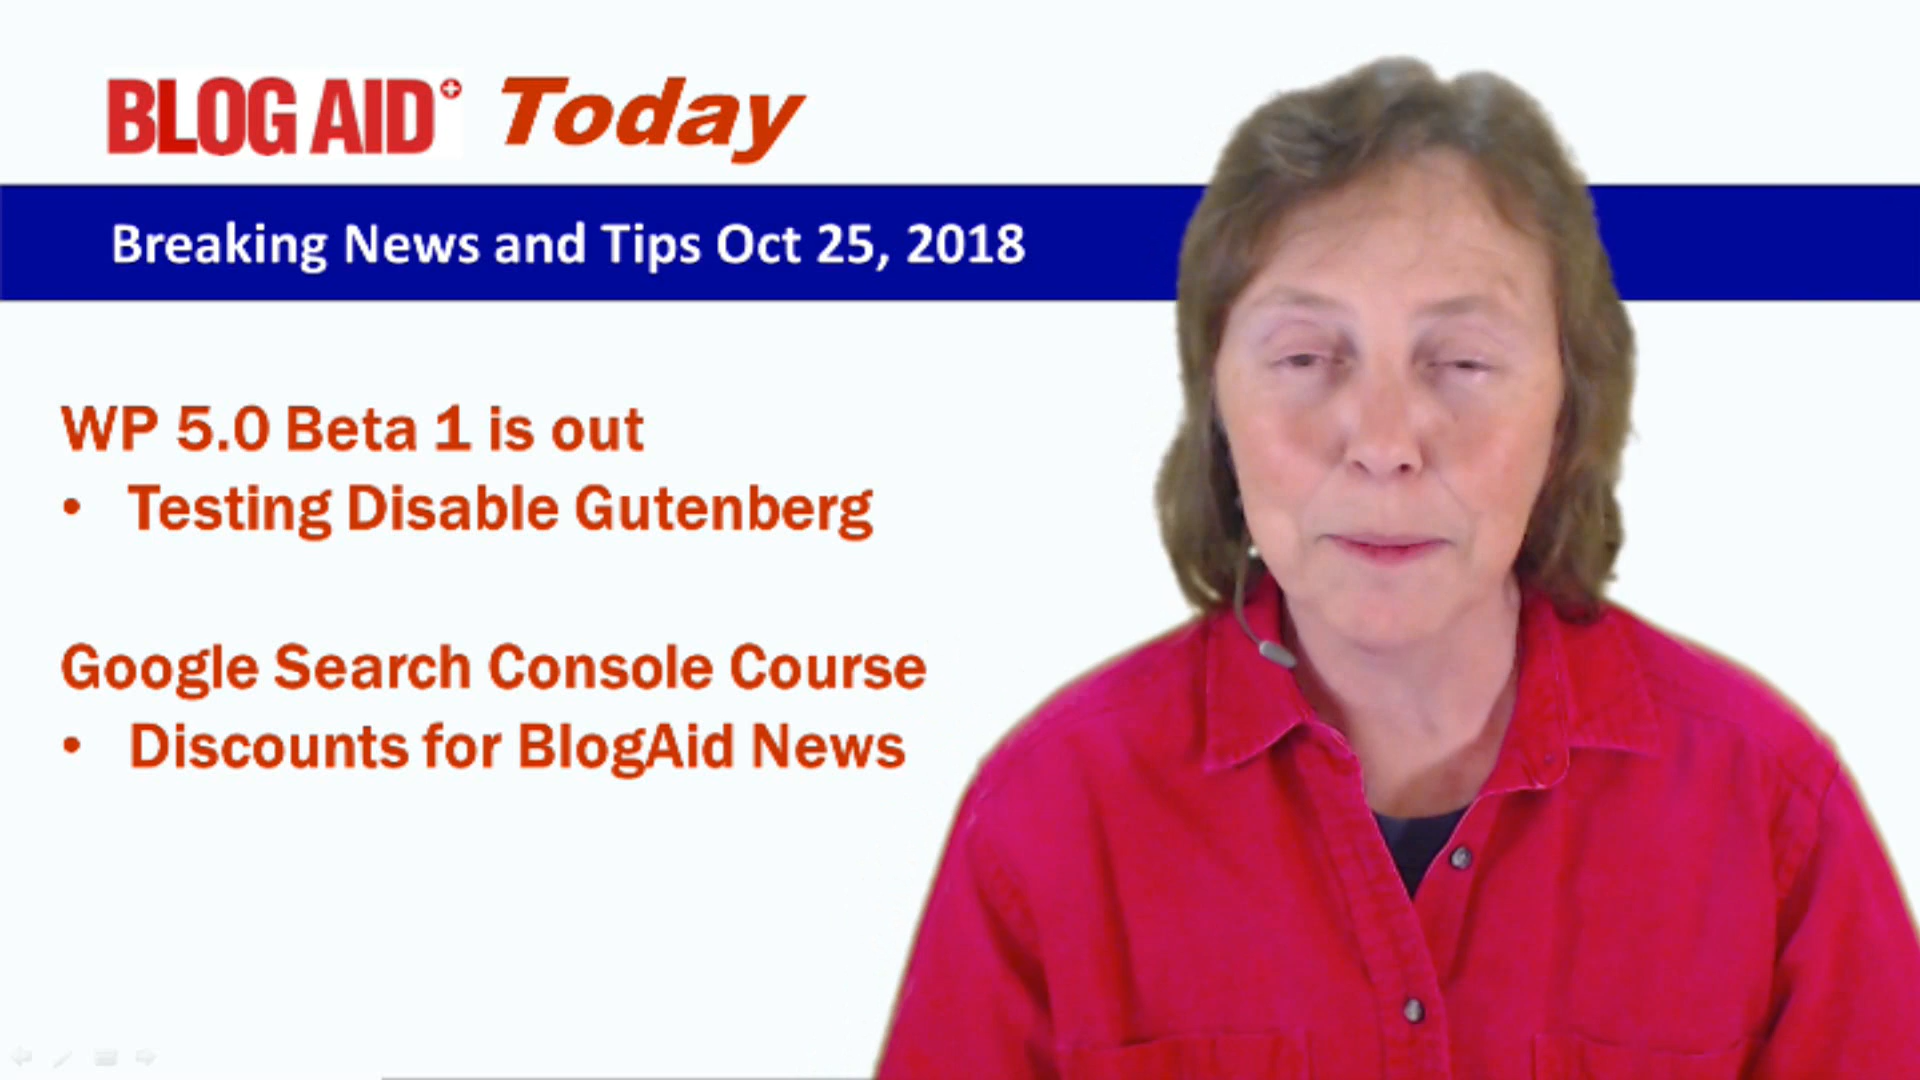 BLOG AID Today
Breaking News and Tips Oct 25, 2018
WP 5.0 Beta 1 is out
• Testing Disable Gutenberg
Google Search Console Course
• Discounts for BlogAid News